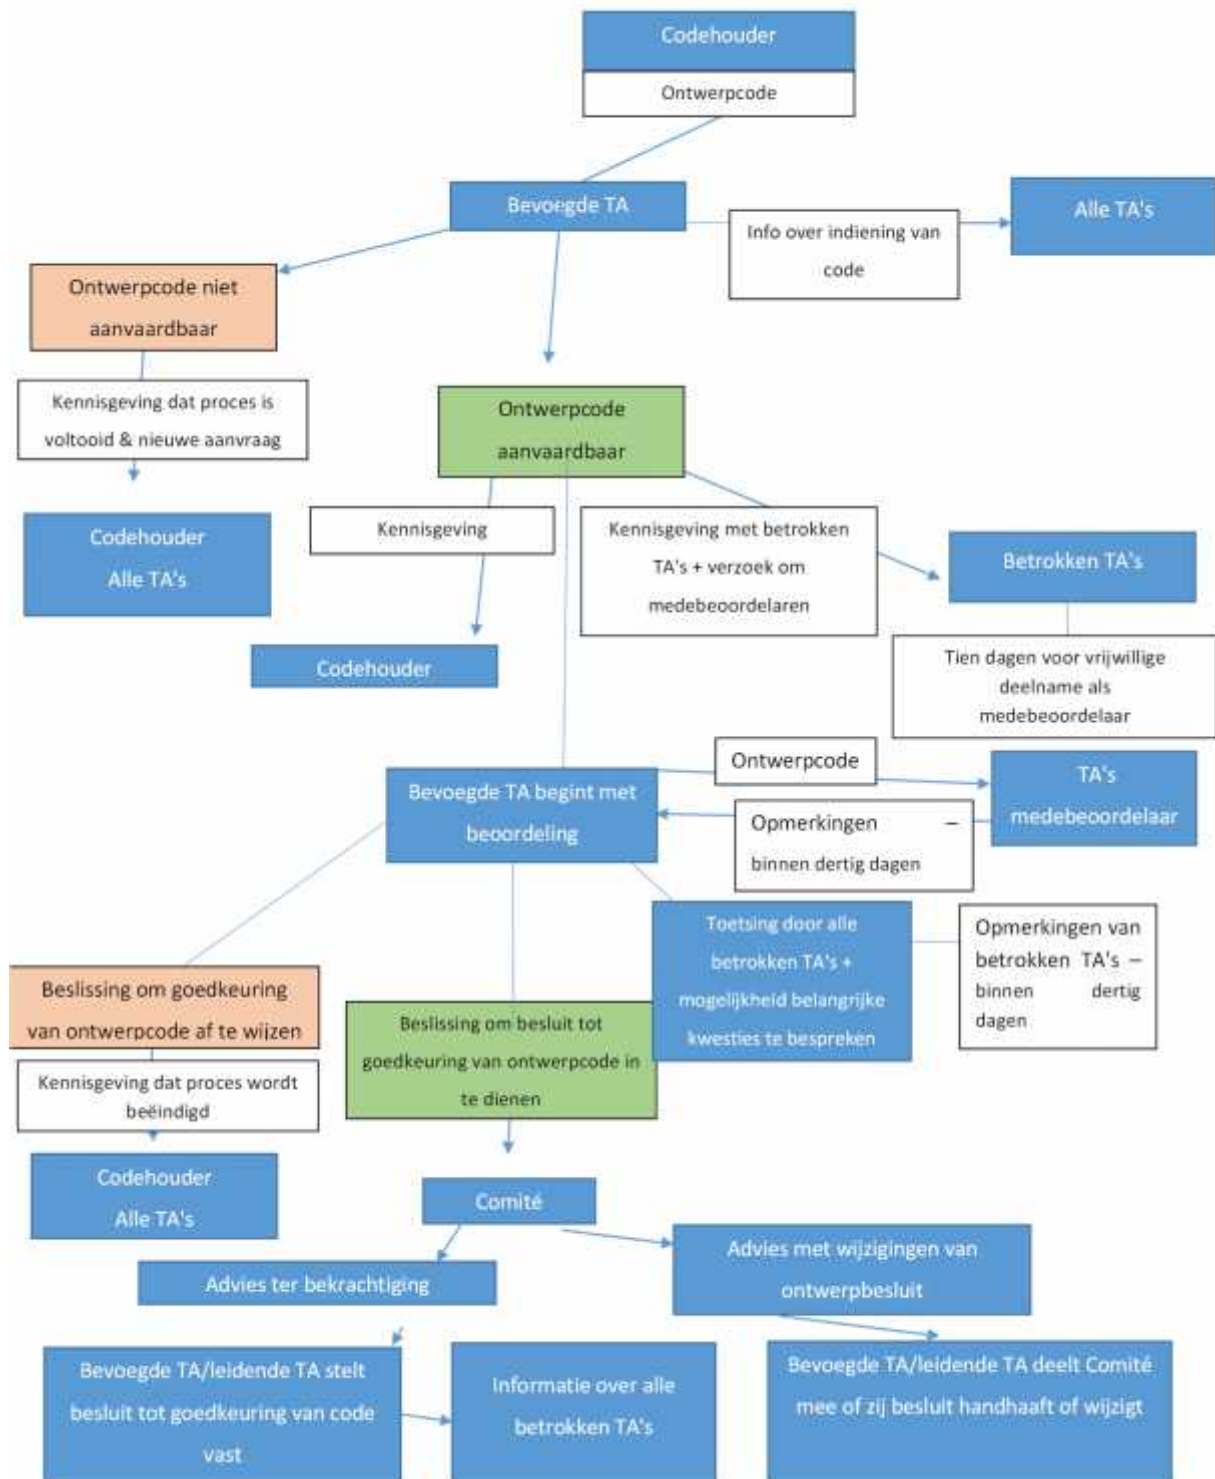 Codehouder
Ontwerpcode
Bevoegde TA
Info over indiening van
code
Alle TA's
Ontwerpcode niet
aanvaardbaar
Kennisgeving dat proces is
voltooid & nieuwe aanvraag
Codehouder
Alle TA's
Ontwerpcode
aanvaardbaar
Kennisgeving
Codehouder
Kennisgeving met betrokken
TA's + verzoek om
medebeoordelaren
Betrokken TA's
Tien dagen voor vrijwillige
deelname als
medebeoordelaar
Ontwerpcode
TA's
medebeoordelaar
Bevoegde TA begint met
beoordeling
Opmerkingen –
binnen dertig dagen
Toetsing door alle
betrokken TA's +
mogelijkheid belangrijke
kwesties te bespreken
Opmerkingen van
betrokken TA's –
binnen dertig
dagen
Beslissing om goedkeuring
van ontwerpcode af te wijzen
Kennisgeving dat proces wordt
beëindigd
Codehouder
Alle TA's
Beslissing om besluit tot
goedkeuring van ontwerpcode in
te dienen
Comité
Advies ter bekrachtiging
Advies met wijzigingen van
ontwerpbesluit
Bevoegde TA/leidende TA stelt
besluit tot goedkeuring van code
vast
Informatie over alle
betrokken TA's
Bevoegde TA/leidende TA deelt Comité
mee of zij besluit handhaaft of wijzigt